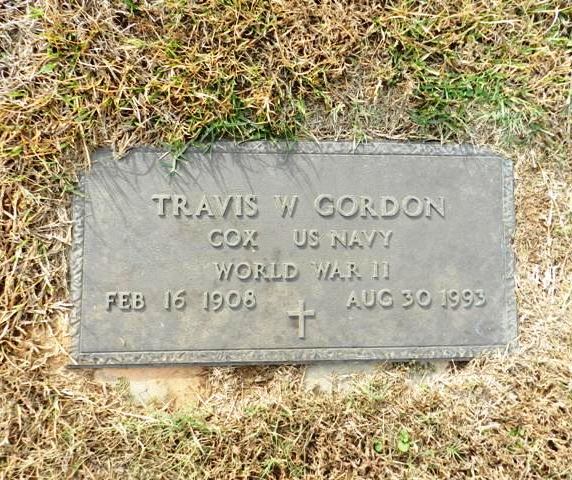 TRAVIS W GORDON
COX US NAVY
WORLD WAR II
FEB 16 1908 AUG 30 1993